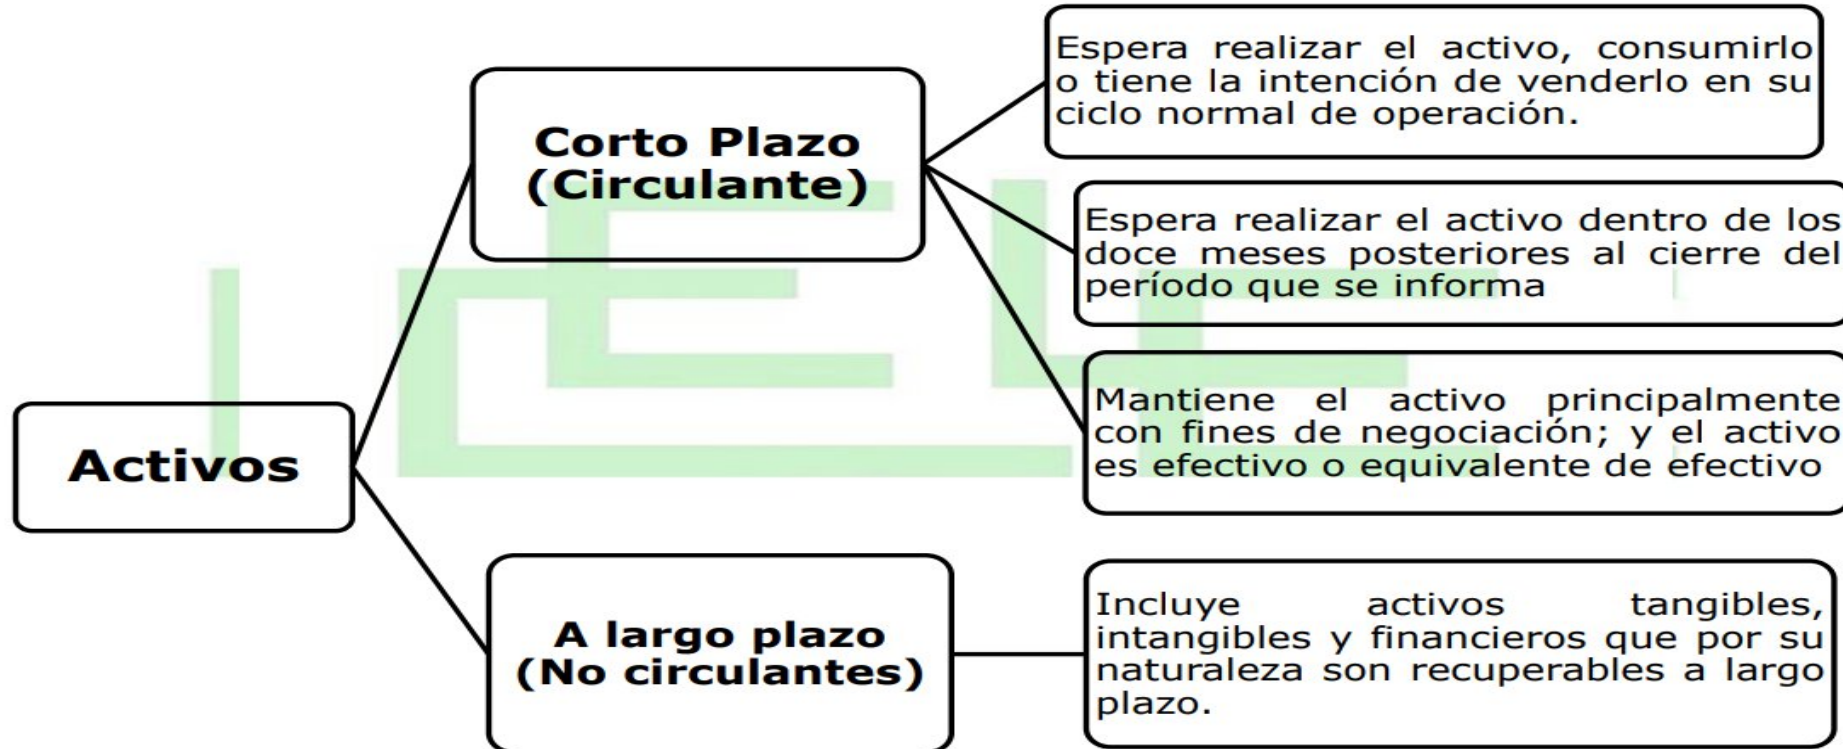 Activos
Corto Plazo
(Circulante)
Espera realizar el activo, consumirlo
o tiene la intención de venderlo en su
ciclo normal de operación.
Espera realizar el activo dentro de los
doce meses posteriores al cierre del
período que se informa
Mantiene el activo principalmente
con fines de negociación; y el activo
es efectivo o equivalente de efectivo
A largo plazo
(No circulantes)
Incluye activos tangibles,
intangibles y financieros que por su
naturaleza son recuperables a largo
plazo.